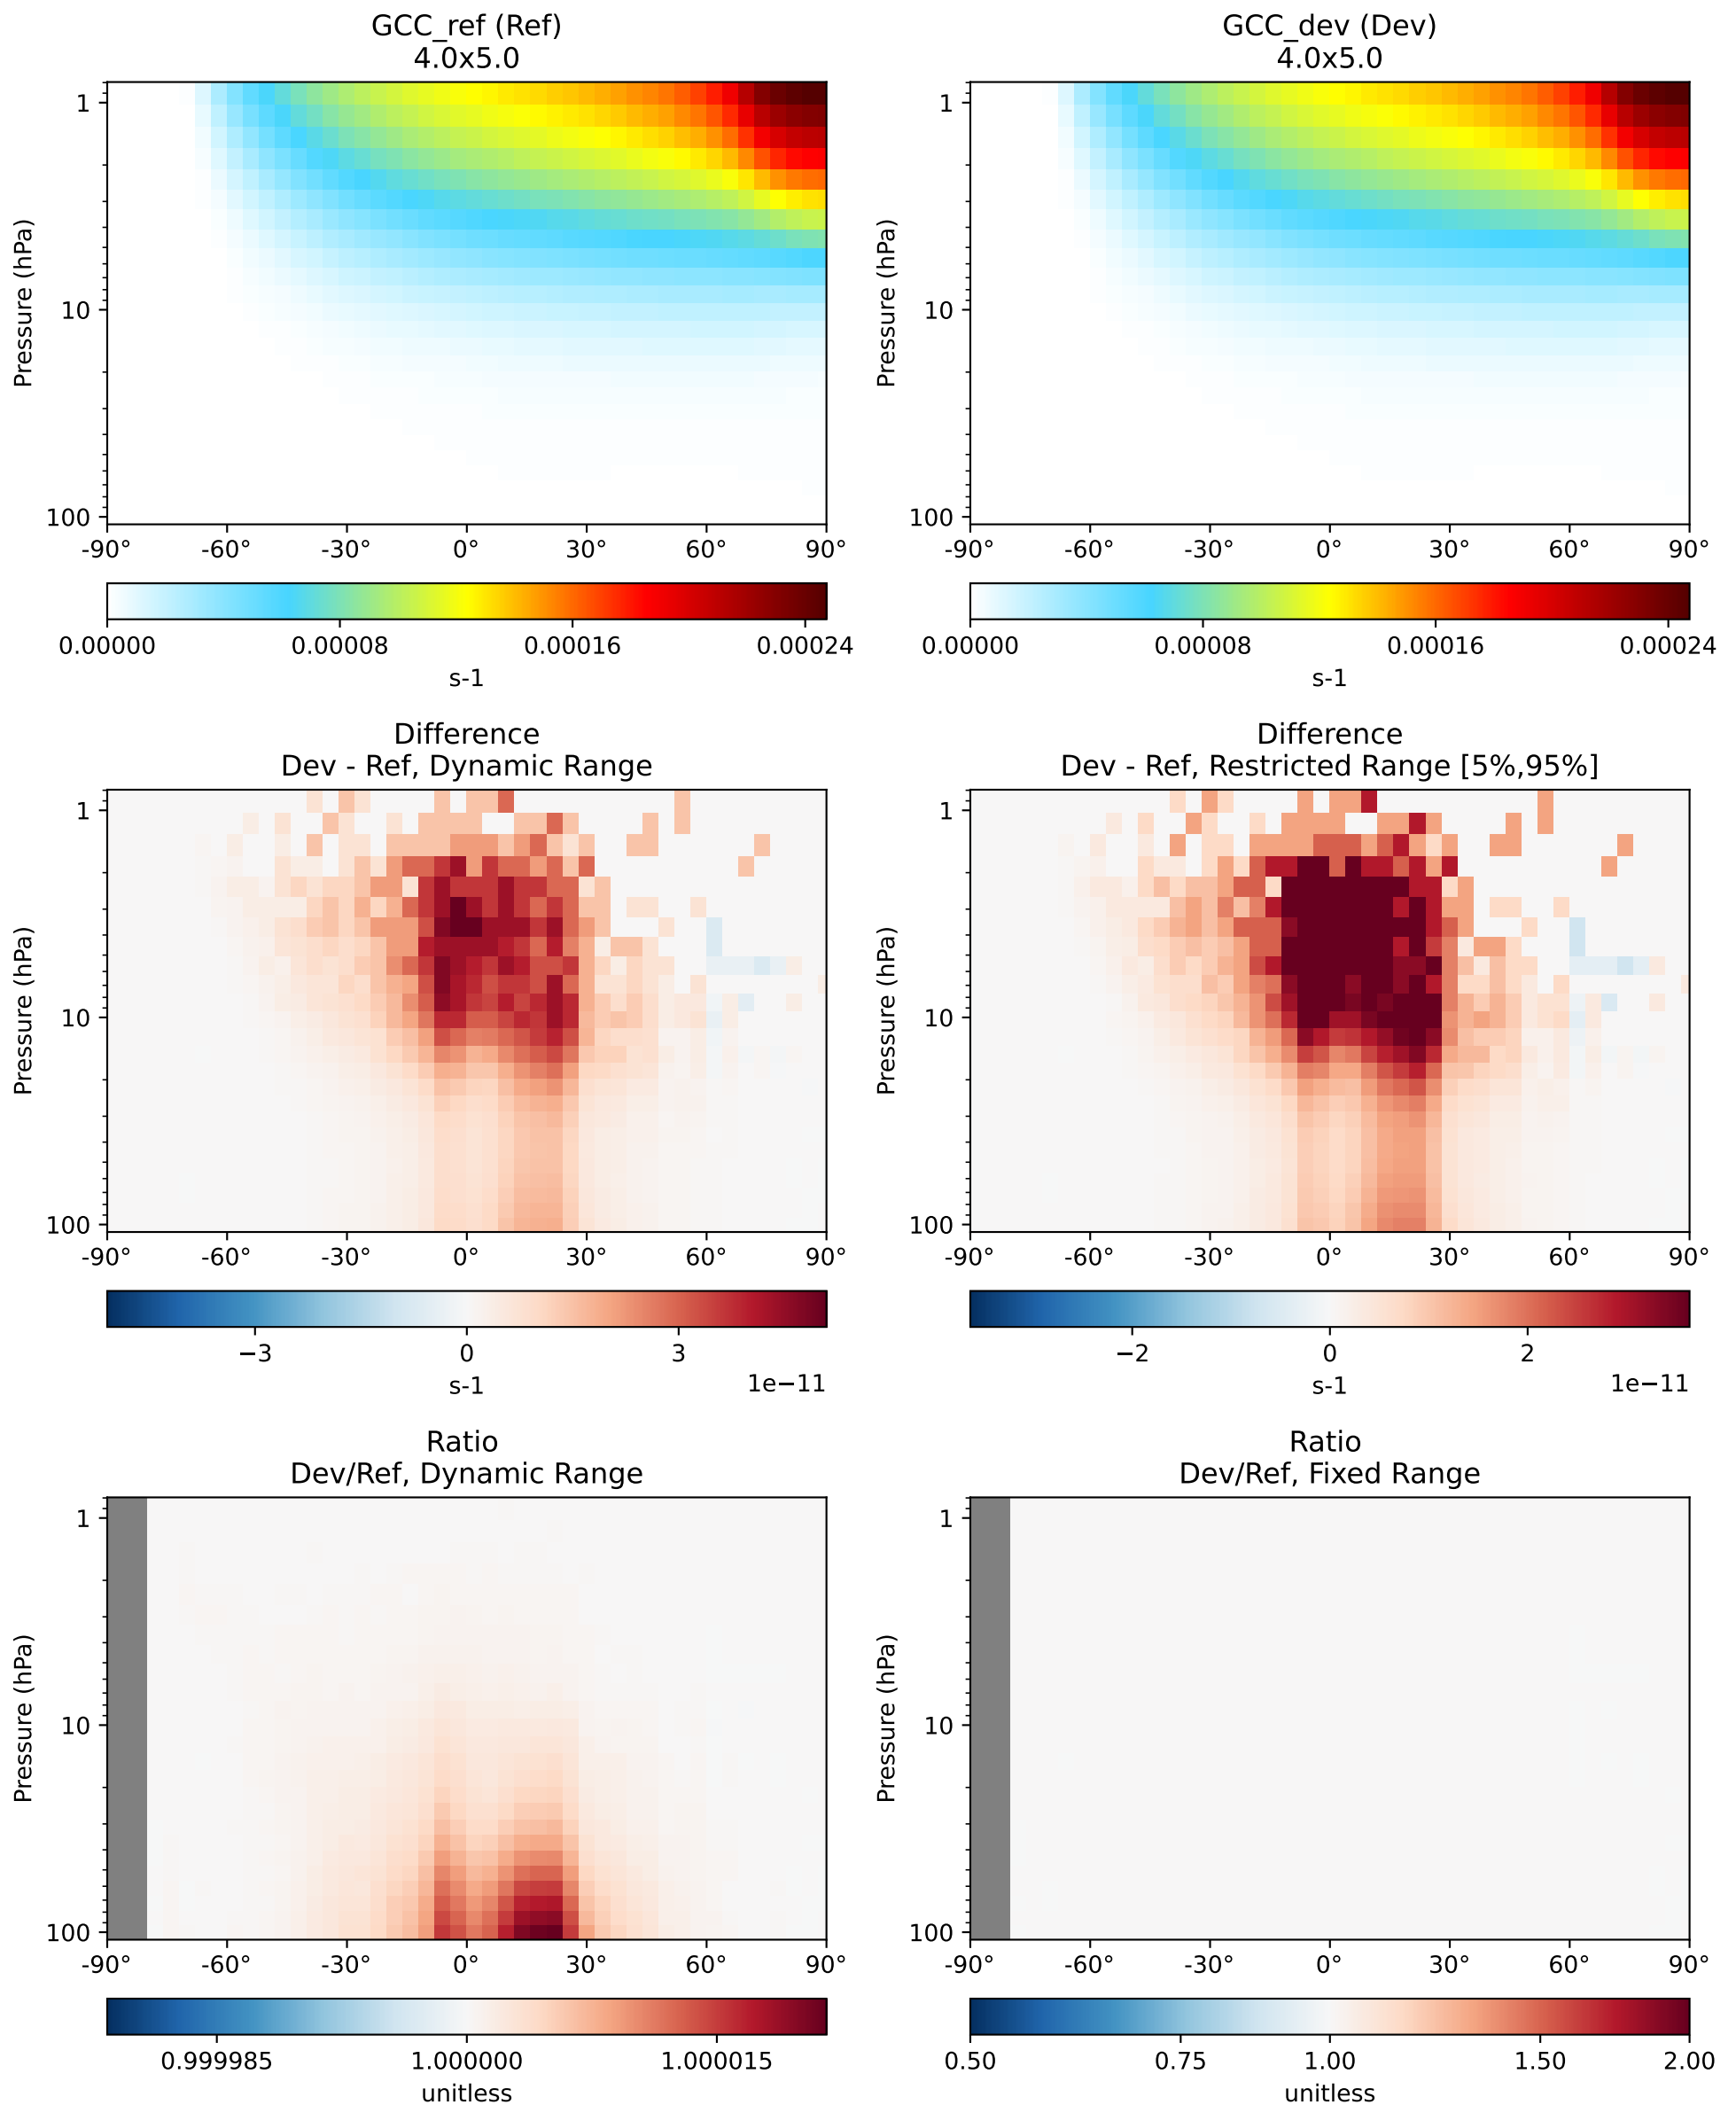 GCC_ref (Ref)
4.0x5.0
GCC_dev (Dev)
4.0x5.0
Pressure (hPa)
1
10
100
-90° -60° -30° 0° 30° 60° 90°
0.00000 0.00008 0.00016 0.00024
s-1
Pressure (hPa)
1
10
100
-90° -60° -30° 0° 30° 60° 90°
0.00000 0.00008 0.00016 0.00024
s-1
Difference
Dev - Ref, Dynamic Range
Pressure (hPa)
1
10
100
-90° -60° -30° 0° 30° 60° 90°
−3 0 3
s-1
1e−11
Difference
Dev - Ref, Restricted Range [5%,95%]
Pressure (hPa)
1
10
100
-90° -60° -30° 0° 30° 60° 90°
−2 0 2
s-1
1e−11
Ratio
Dev/Ref, Dynamic Range
Pressure (hPa)
1
10
100
-90° -60° -30° 0° 30° 60° 90°
0.999985 1.000000 1.000015
unitless
Ratio
Dev/Ref, Fixed Range
Pressure (hPa)
1
10
100
-90° -60° -30° 0° 30° 60° 90°
0.50 0.75 1.00 1.50 2.00
unitless